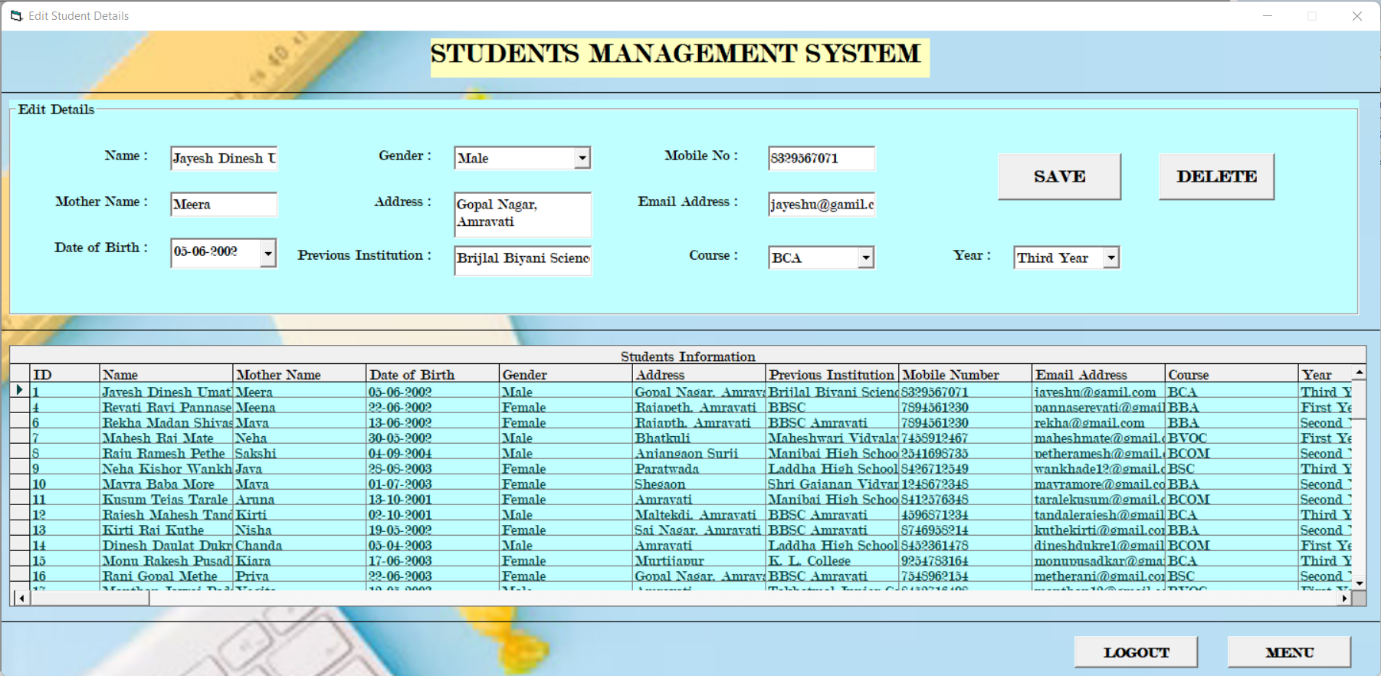 Edit Student Details
STUDENTS MANAGEMENT SYSTEM
Edit Details
Name : Jayesh Dinesh U Gender : Male Mobile No : 8329567071 SAVE DELETE
Mother Name : Meera Address : Gopal Nagar,
Amravati Email Address : jayeshu@gamil.c
Date of Birth : 05-06-2002 Previous Institution : Brijlal Biyani Scienc Course : BCA Year : Third Year
Students Information
ID Name Mother Name Date of Birth Gender Address Previous Institution Mobile Number Email Address Course Year
1 Jayesh Dinesh Umat Meera 05-06-2002 Male Gopal Nagar, Amrava Brijlal Biyani Scienc 8329567071 jayeshu@gamil.com BCA Third Y
4 Revati Ravi Pannase Meena 22-06-2002 Female Rajapeth, Amravati BBSC 7894561230 pannaserevati@gmail BBA First Ye
6 Rekha Madan Shivas Maya 13-06-2002 Female Rajapth, Amravati BBSC Amravati 7894561230 rekha@gmail.com BBA Second
7 Mahesh Raj Mate Neha 30-05-2002 Male Bhatkuli Maheshwari Vidyala 7458912467 maheshmate@gmail.c BVOC First Ye
8 Raju Ramesh Pethe Sakshi 04-09-2004 Male Anjangaon Surji Manibai High Schoo 2541698735 petheramesh@gmail.c BCOM Second
9 Neha Kishor Wankh Jaya 28-08-2003 Female Paratwada Laddha High School 8426712549 wankhade12@gmail.c BSC Third Y
10 Mayra Baba More Maya 01-07-2003 Female Shegaon Shri Gajanan Vidyar 1248672348 mayramore@gmail.co BBA Second
11 Kusum Tejas Tarale Aruna 13-10-2001 Female Amravati Manibai High Schoo 8412576348 taralekusum@gmail.c BCOM Second
12 Rajesh Mahesh Tand Kirti 02-10-2001 Male Maltekdi, Amravati BBSC Amravati 4596871234 tandalerajesh@gmail BCA Third Y
13 Kirti Raj Kuthe Nisha 19-05-2002 Female Sai Nagar, Amravati BBSC Amravati 8746958214 kuthekirti@gmail.co BBA Second
14 Dinesh Daulat Dukr Chanda 05-04-2003 Male Amravati Laddha High School 8452361478 dineshdukre1@gmail BCOM First Ye
15 Monu Rakesh Pusad Kiara 17-06-2003 Female Murtijapur K. L. College 9254783164 monupusadkar@gma BCA Third Y
16 Rani Gopal Methe Priya 22-06-2003 Female Gopal Nagar, Amrava BBSC Amravati 7548962154 metherani@gmail.com BSC Second
LOGOUT MENU